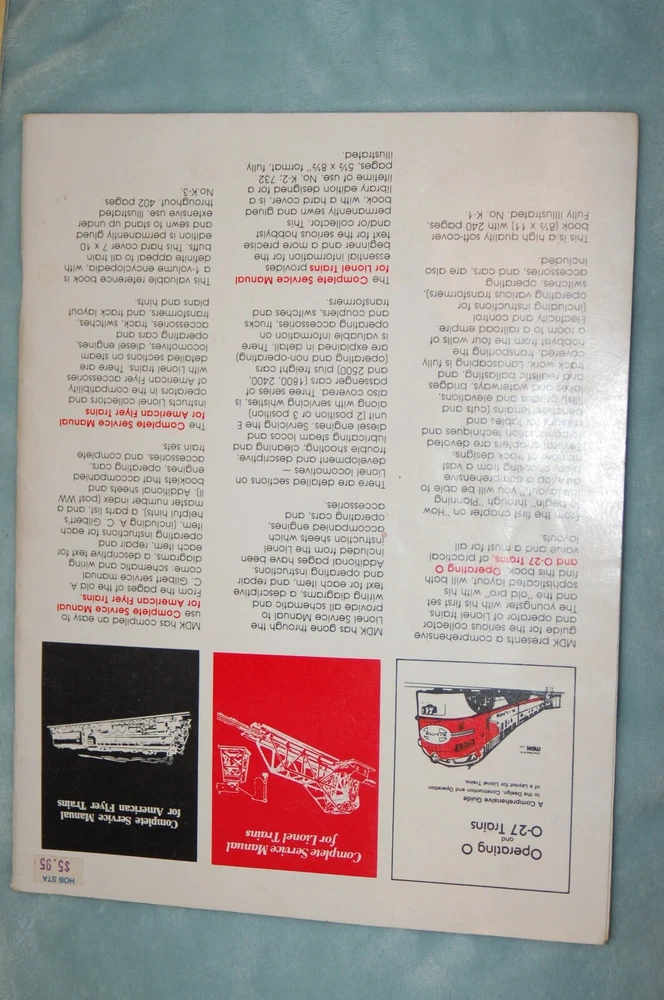 HOB STA
$5.95
Operating O
and
O-27 Trains
A Comprehensive Guide
to the Design, Construction and Operation
of a Layout for Lionel Trains.
MDK
Complete Service Manual
for Lionel Trains
Complete Service Manual
for American Flyer Trains
MDK presents a comprehensive
guide for the serious collector
and operator of Lionel trains.
The youngster with his first set
and the "old pro" with his
sophisticated layout, will both
find this book, Operating O
and O-27 Trains, of practical
value and a must for all
layouts.
From the first chapter on "How
to begin" through "Planning
a layout," you will be able to
develop a comprehensive
plan, choosing from a vast
selection of track designs.
Several chapters are devoted
to construction techniques and
for table and
terrains (cuts and
grades and elevations,
lakes and waterways, bridges
and realistic ballasting, and
track work. Landscaping is fully
covered, transporting the
hobbyist from the four walls of
a room to a railroad empire.
Electricity and control
(including instructions for
operating various transformers),
switches, operating
accessories, and cars, are also
included.
This is a high quality soft-cover
book (8½ x 11) with 240 pages.
Fully illustrated. No. K-1.
MDK has gone through the
Lionel Service Manual to
provide all schematic and
wiring diagrams, a descriptive
text for each item, and repair
and operating instructions.
Additional pages have been
included from the Lionel
instruction sheets which
accompanied engines,
operating cars, and
accessories.
There are detailed sections on
Lionel locomotives —
development and descriptive;
trouble shooting; cleaning and
lubricating steam locos and
diesel engines. Servicing the E
unit (2 position or 3 position)
along with servicing whistles, is
also covered. Three series of
passenger cars (1800, 2400,
and 2500) plus freight cars
(operating and non-operating)
are explained in detail. There
is valuable information on
operating accessories, trucks
and couplers, switches and
transformers.
The Complete Service Manual
for Lionel Trains provides
essential information for the
beginner and a more precise
text for the serious hobbyist
and/or collector. This
permanently sewn and glued
book, with a hard cover, is a
library edition designed for a
lifetime of use. No. K-2; 732
pages, 5½ x 8½" format, fully
illustrated.
MDK has compiled an easy to
use Complete Service Manual
for American Flyer Trains.
From the pages of the old A.
C. Gilbert service manual
come: schematic and wiring
diagrams, a descriptive text for
each item, repair and
operating instructions for each
item, (including A. C. Gilbert's
helpful hints), a parts list, and a
master number index (post WW
II). Additional sheets and
booklets that accompanied
engines, operating cars,
accessories, and complete
train sets.
The Complete Service Manual
for American Flyer Trains
instructs Lionel collectors and
operators in the compatibility
of American Flyer accessories
with Lionel trains. There are
detailed sections on steam
locomotives, diesel engines,
operating cars and
accessories, track, switches,
transformers, and track layout
plans and hints.
This valuable reference book is
a 1-volume encyclopedia, with
definite appeal to all train
buffs. This hard cover 7 x 10
edition is permanently glued
and sewn to stand up under
extensive use. Illustrated
throughout. 402 pages.
No K-3.